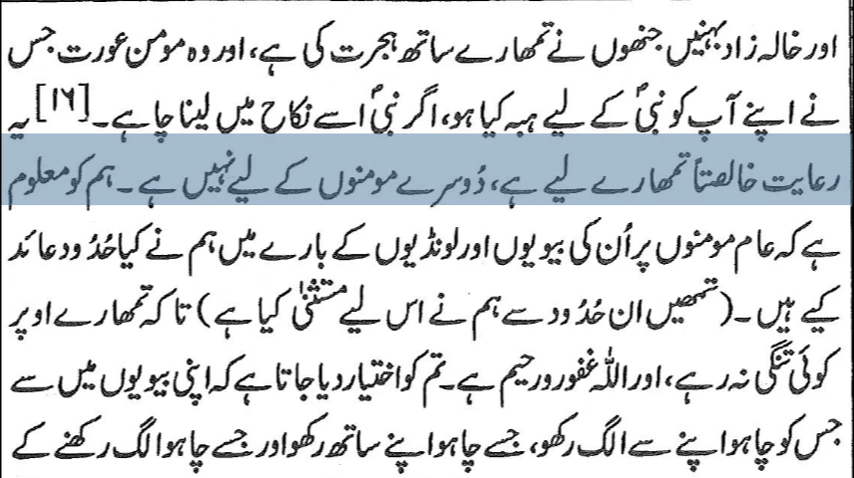 اور خالہ زاد بہنیں جنھوں نے تمھارے ساتھ ہجرت کی ہے، اور وہ مومن عورت جس
نے اپنے آپ کو نبیؐ کے لیے ہبہ کیا ہو، اگر نبیؐ اسے نکاح میں لینا چاہے۔[۱۶] یہ
رعایت خالصتاً تمھارے لیے ہے، دُوسرے مومنوں کے لیے نہیں ہے۔ ہم کو معلوم
ہے کہ عام مومنوں پر اُن کی بیویوں اور لونڈیوں کے بارے میں ہم نے کیا حُدُود عائد
کیے ہیں۔ (تمھیں ان حُدُود سے ہم نے اس لیے مستثنیٰ کیا ہے) تاکہ تمھارے اوپر
کوئی تنگی نہ رہے، اور اللہ غفور و رحیم ہے۔ تم کو اختیار دیا جاتا ہے کہ اپنی بیویوں میں سے
جس کو چاہو اپنے سے الگ رکھو، جسے چاہو اپنے ساتھ رکھو اور جسے چاہو الگ رکھنے کے